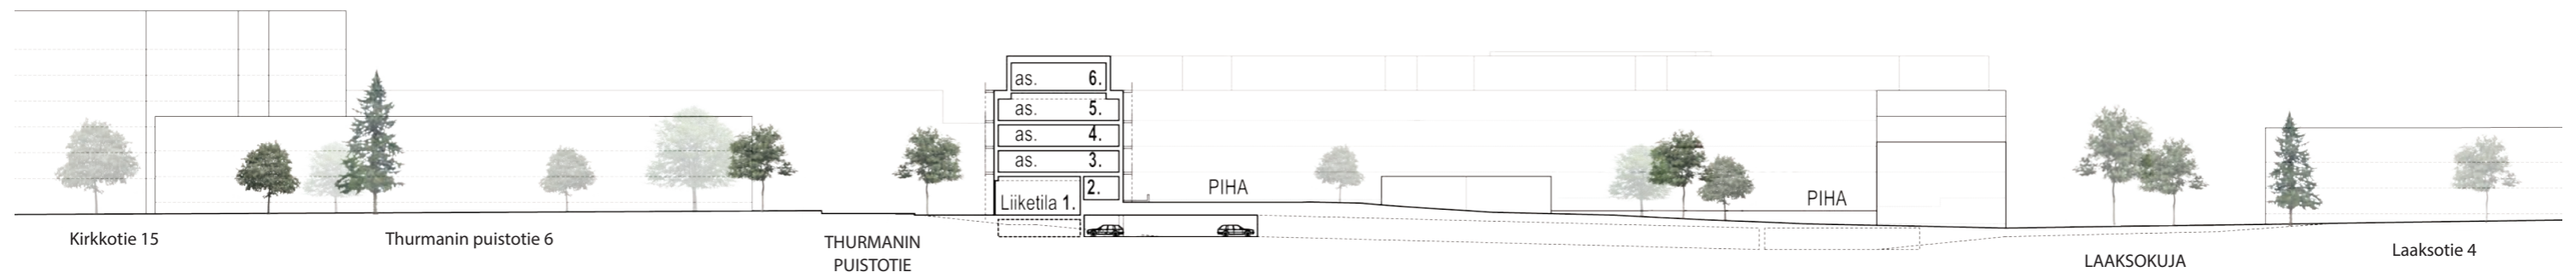 as. 6.
as. 5.
as. 4.
as. 3.
2.
Liiketila 1.
PIHA
PIHA
Kirkkotie 15
Thurmanin puistotie 6
THURMANIN
PUISTOTIE
LAAKSOKUJA
Laaksotie 4